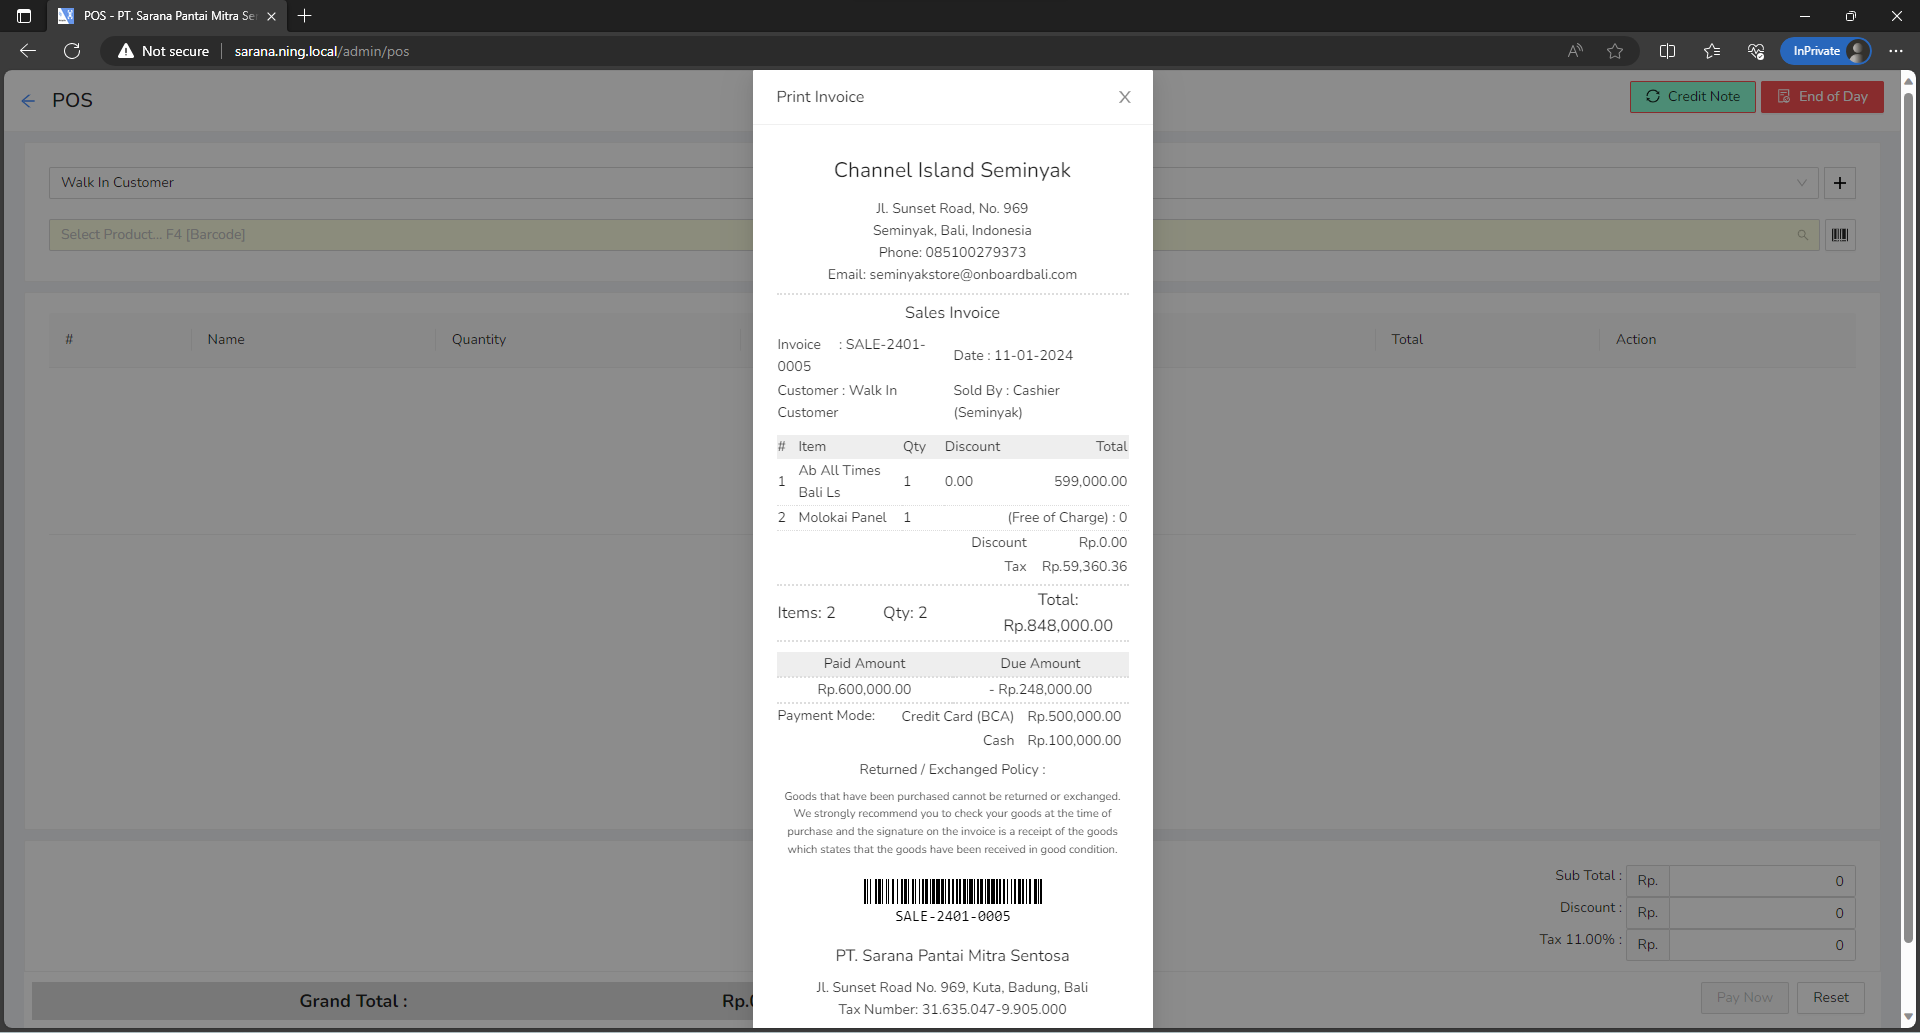 POS - PT. Sarana Pantai Mitra Se
Not secure
sarana.ning.local/admin/pos
InPrivate
POS
Credit Note
End of Day
Walk In Customer
Select Product... F4 [Barcode]
# Name Quantity Total Action
Sub Total : Rp. 0
Discount : Rp. 0
Tax 11.00% : Rp. 0
Grand Total : Rp.
Pay Now
Reset
Print Invoice
X
Channel Island Seminyak
Jl. Sunset Road, No. 969
Seminyak, Bali, Indonesia
Phone: 085100279373
Email: seminyakstore@onboardbali.com
Sales Invoice
Invoice : SALE-2401-
0005
Date : 11-01-2024
Customer : Walk In
Customer
Sold By : Cashier
(Seminyak)
# Item Qty Discount Total
1 Ab All Times
Bali Ls 1 0.00 599,000.00
2 Molokai Panel 1 (Free of Charge) : 0
Discount Rp.0.00
Tax Rp.59,360.36
Items: 2 Qty: 2 Total:
Rp.848,000.00
Paid Amount Due Amount
Rp.600,000.00 - Rp.248,000.00
Payment Mode: Credit Card (BCA) Rp.500,000.00
Cash Rp.100,000.00
Returned / Exchanged Policy :
Goods that have been purchased cannot be returned or exchanged.
We strongly recommend you to check your goods at the time of
purchase and the signature on the invoice is a receipt of the goods
which states that the goods have been received in good condition.
SALE-2401-0005
PT. Sarana Pantai Mitra Sentosa
Jl. Sunset Road No. 969, Kuta, Badung, Bali
Tax Number: 31.635.047-9.905.000